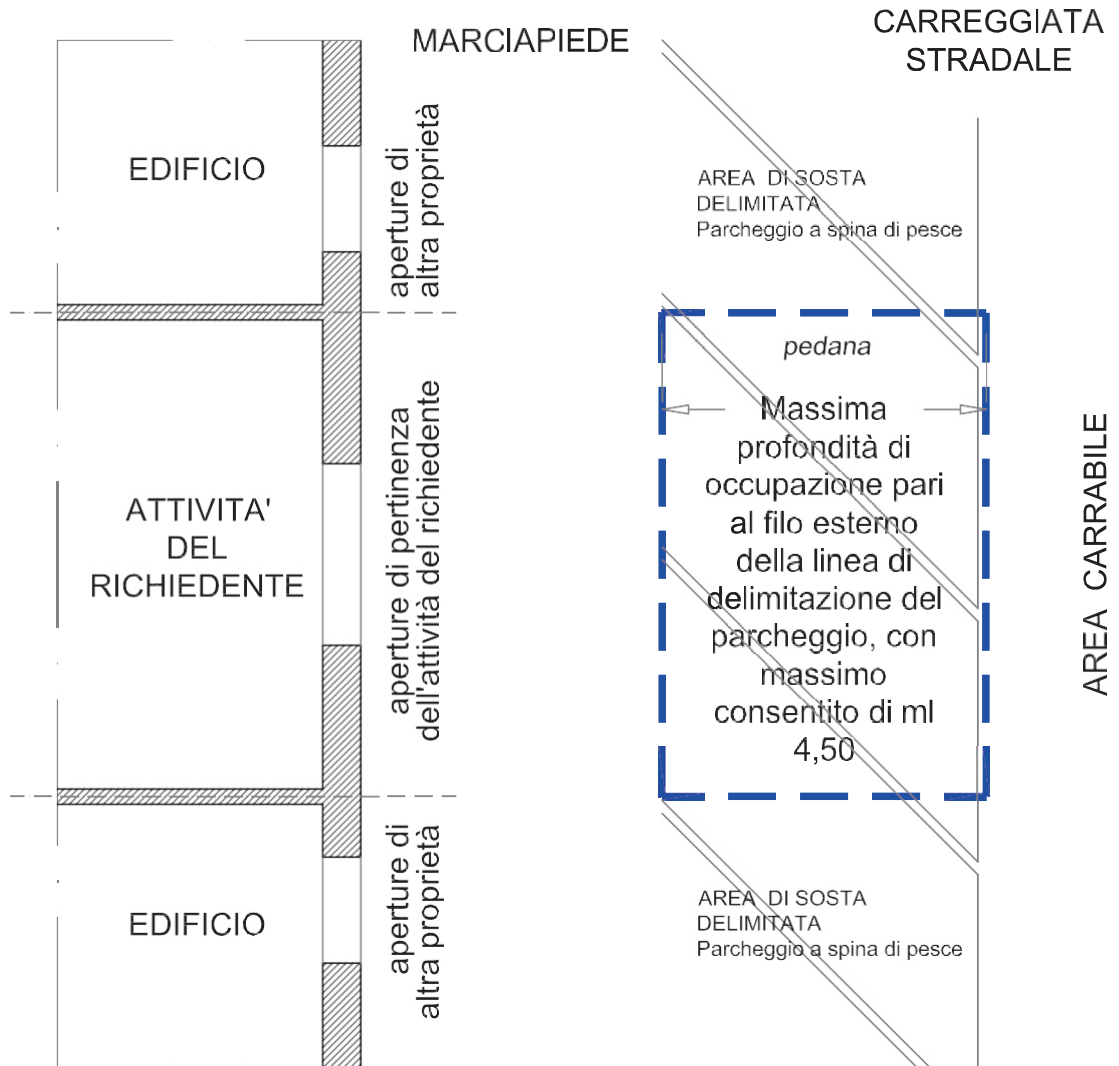 MARCIAPIEDE
CARREGGIATA
STRADALE
EDIFICIO
aperture di
altra proprietà
AREA DI SOSTA
DELIMITATA
Parcheggio a spina di pesce
ATTIVITA'
DEL
RICHIEDENTE
aperture di pertinenza
dell'attività del richiedente
pedana
Massima
profondità di
occupazione pari
al filo esterno
della linea di
delimitazione del
parcheggio, con
massimo
consentito di ml
4,50
AREA CARRABILE
EDIFICIO
aperture di
altra proprietà
AREA DI SOSTA
DELIMITATA
Parcheggio a spina di pesce